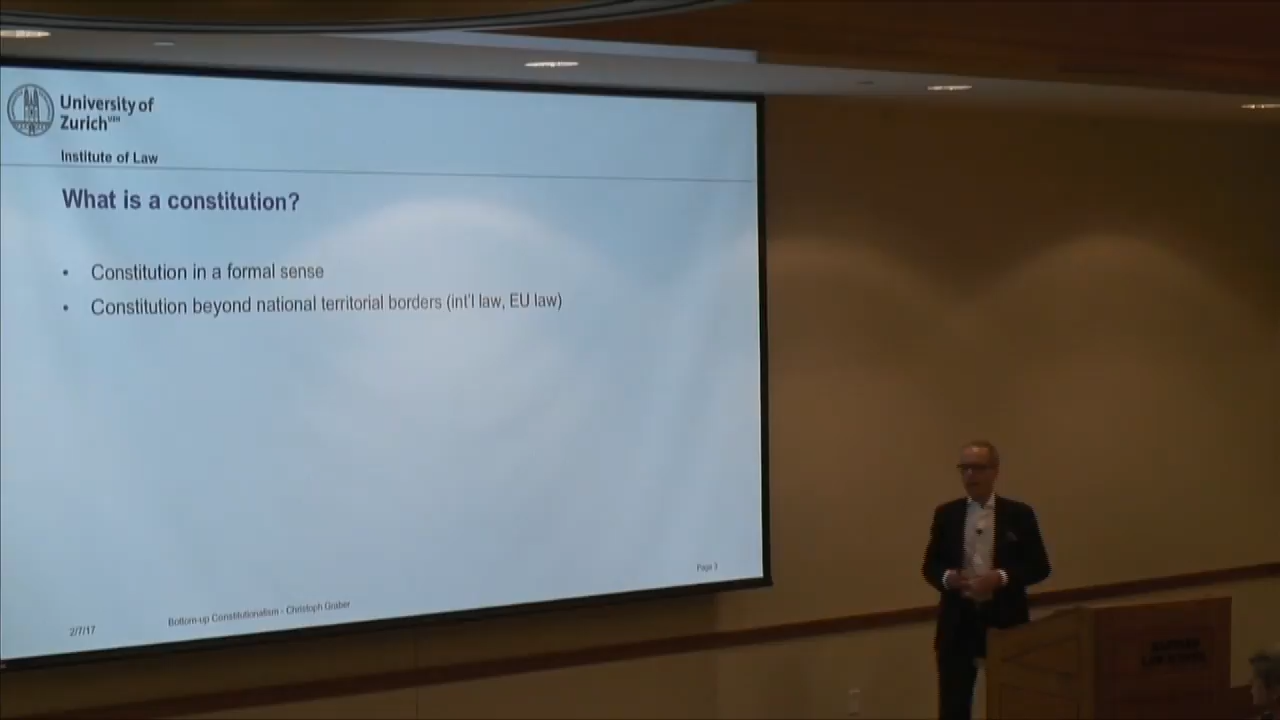 University of
Zurich UZH
Institute of Law
What is a constitution?
• Constitution in a formal sense
• Constitution beyond national territorial borders (int'l law, EU law)
Page 3
2/7/17
Bottom-up Constitutionalism - Christoph Graber